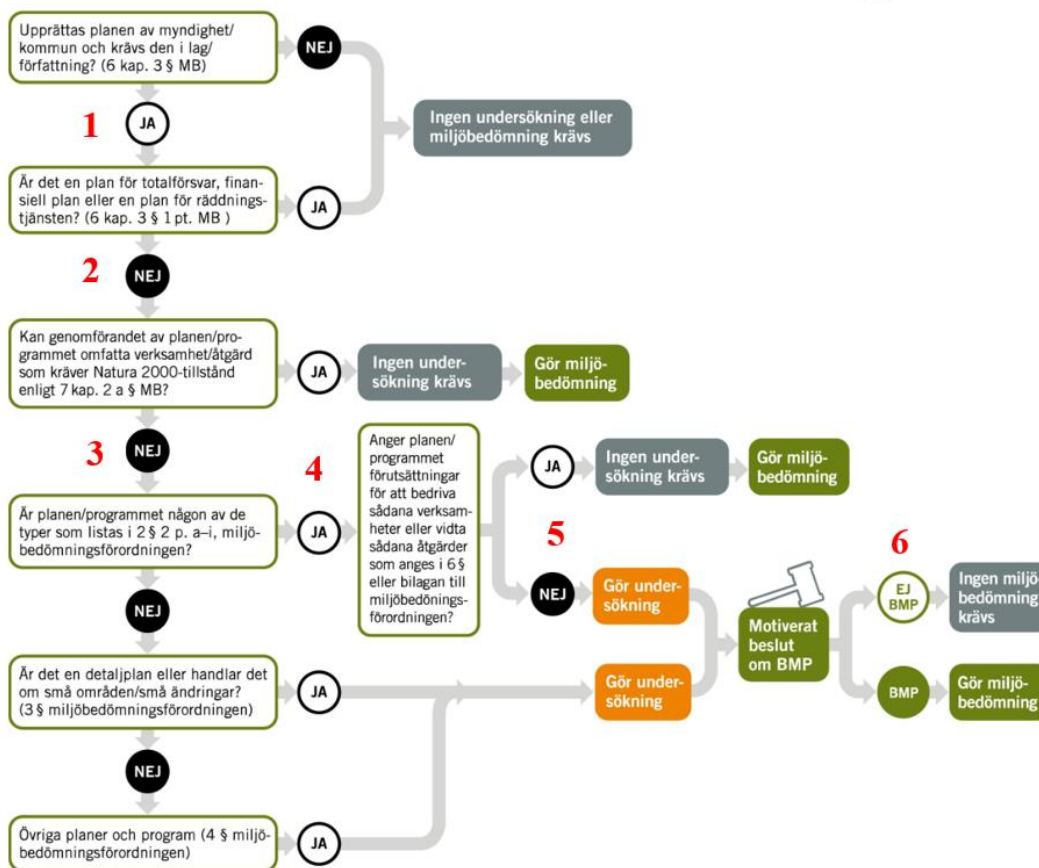 Upprättas planen av myndighet/
kommun och krävs den i lag/
författning? (6 kap. 3 § MB)
NEJ
1
JA
Ingen undersökning eller
miljöbedömning krävs
Är det en plan för totalförsvar, finan-
siell plan eller en plan för räddnings-
tjänsten? (6 kap. 3 § 1 pt. MB )
JA
2
NEJ
Kan genomförandet av planen/pro-
grammet omfatta verksamhet/åtgärd
som kräver Natura 2000-tillstånd
enligt 7 kap. 2 a § MB?
JA
Ingen under-
sökning krävs
Gör miljö-
bedömning
3
NEJ
Är planen/programmet någon av de
typer som listas i 2 § 2 p. a–i, miljö-
bedömningsförordningen?
4
JA
Anger planen/
programmet
förutsättningar
för att bedriva
sådana verksam-
heter eller vidta
sådana åtgärder
som anges i 6 §
eller bilagan till
miljöbedönings-
förordningen?
JA
Ingen under-
sökning krävs
Gör miljö-
bedömning
5
NEJ
Gör under-
sökning
Motiverat
beslut
om BMP
6
EJ
BMP
Ingen miljö-
bedömning
krävs
BMP
Gör miljö-
bedömning
NEJ
Är det en detaljplan eller handlar det
om små områden/små ändringar?
(3 § miljöbedömningsförordningen)
JA
Gör under-
sökning
NEJ
Övriga planer och program (4 § miljö-
bedömningsförordningen)
JA